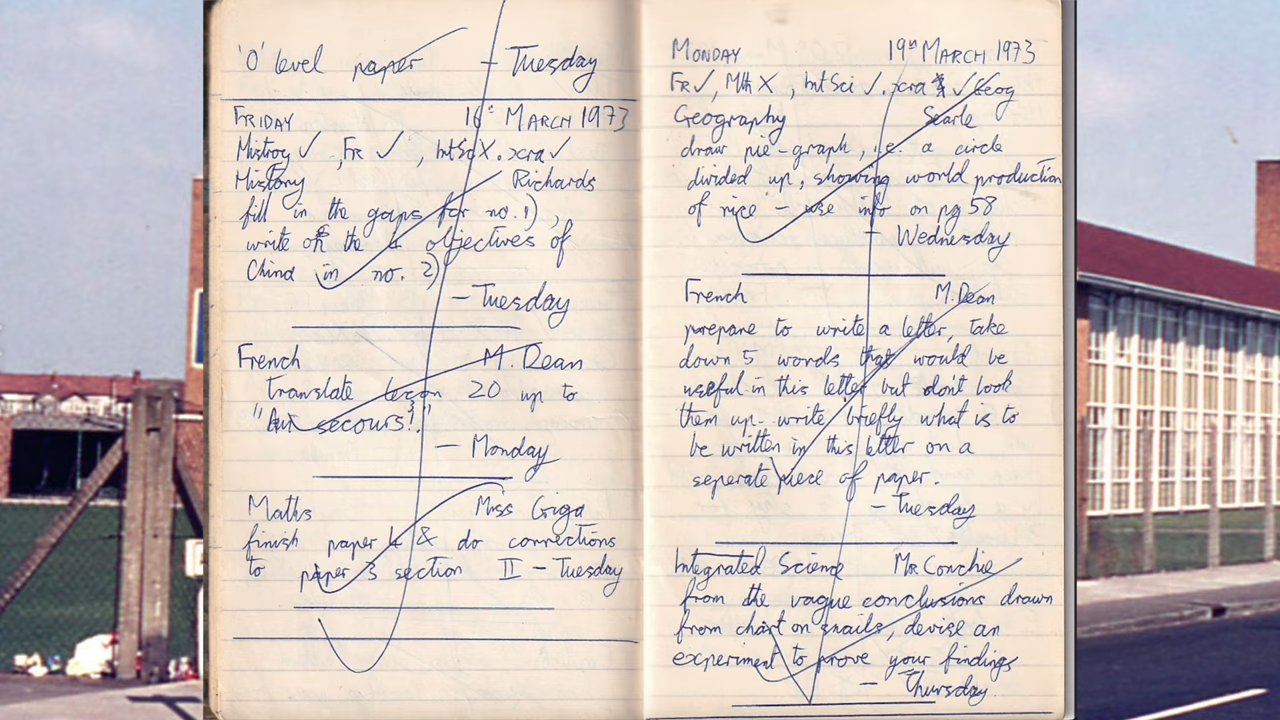 'O' level paper — Tuesday
FRIDAY 16th MARCH 1973
History ✓, Fr ✓, IntSc X. xcra ✓
History Richards
fill in the gaps for no. 1),
write on the 4 objectives of
China in no. 2)
— Tuesday
French M. Dean
translate leçon 20 up to
"Au secours!"
— Monday
Maths Miss Giga
finish paper 4 & do corrections
to paper 3 section II — Tuesday
MONDAY 19th MARCH 1973
Fr ✓, Mth X, IntSci ✓, xcra ✓ Geog
Geography Searle
draw pie-graph, i.e. a circle
divided up, showing world production
of rice — use info on pg 58
— Wednesday
French M. Dean
prepare to write a letter, take
down 5 words that would be
useful in this letter but don't look
them up - write briefly what is to
be written in this letter on a
seperate piece of paper.
— Tuesday
Integrated Science Mr Conchie
from the vague conclusions drawn
from chart on snails, devise an
experiment to prove your findings
— Thursday.